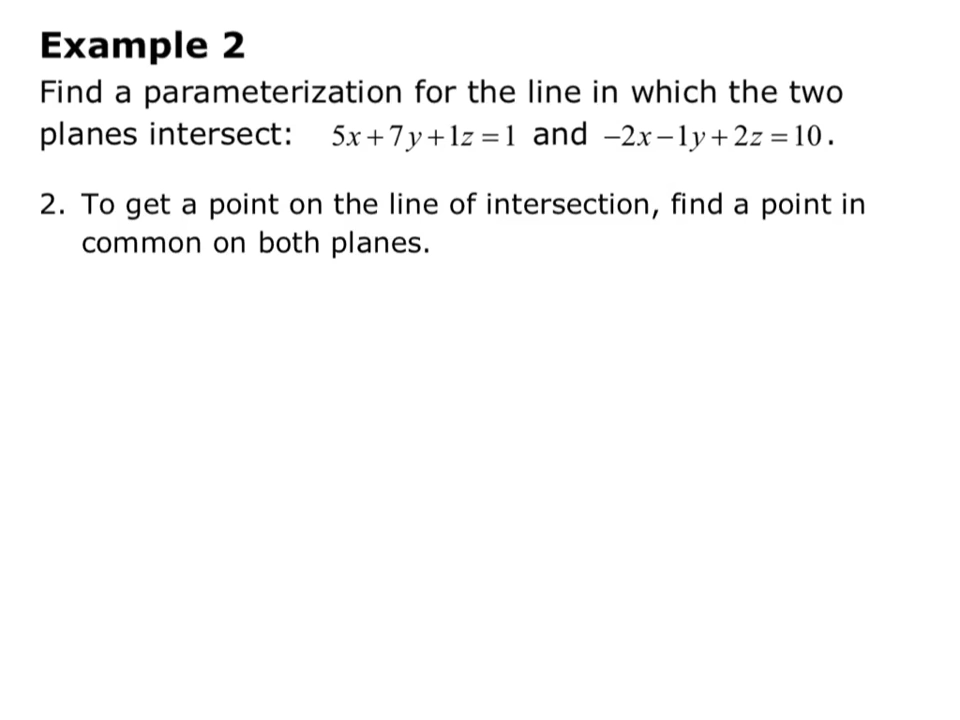 Example 2
Find a parameterization for the line in which the two
planes intersect: 5x+7y+1z=1 and –2x–1y+2z=10.
2. To get a point on the line of intersection, find a point in
common on both planes.